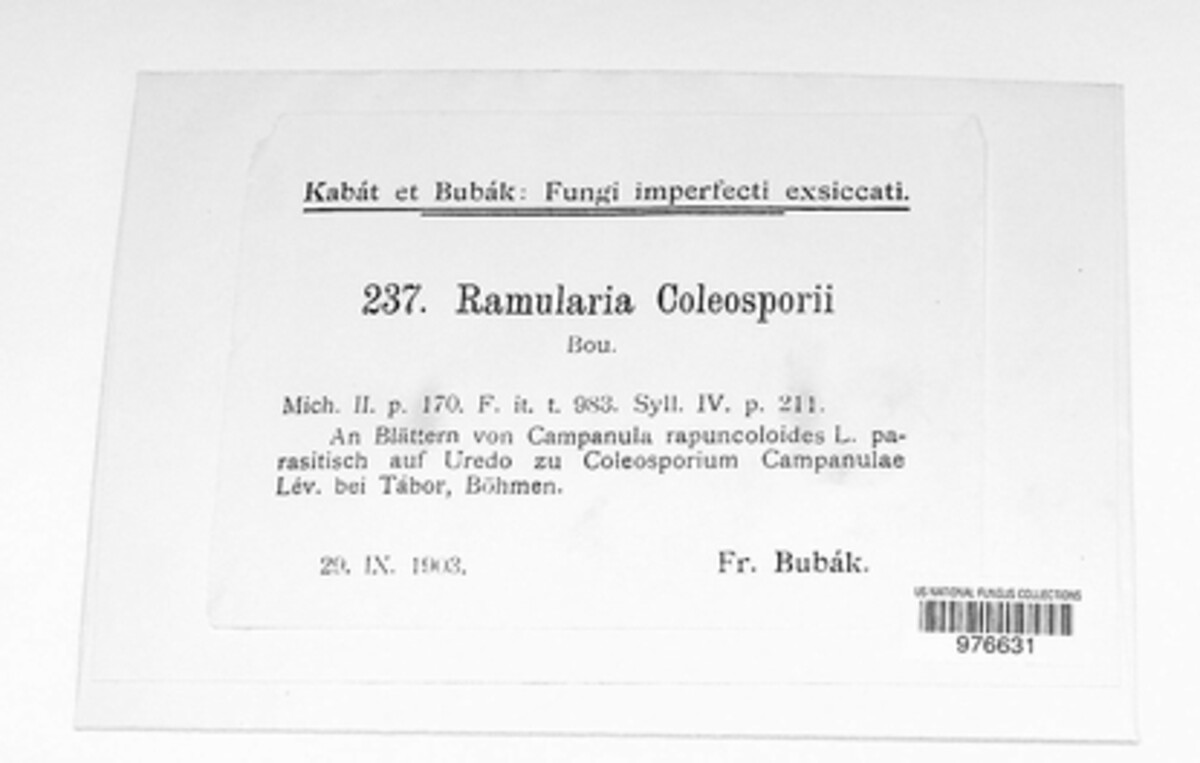 Kabát et Bubák: Fungi imperfecti exsiccati.
237. Ramularia Coleosporii
Bou.
Mich. II. p. 170. F. it. t. 983. Syll. IV. p. 211.
An Blättern von Campanula rapuncoloides L. pa-
rasitisch auf Uredo zu Coleosporium Campanulae
Lév. bei Tábor, Böhmen.
29. IX. 1903.
Fr. Bubák.
US NATIONAL FUNGUS COLLECTIONS
976631